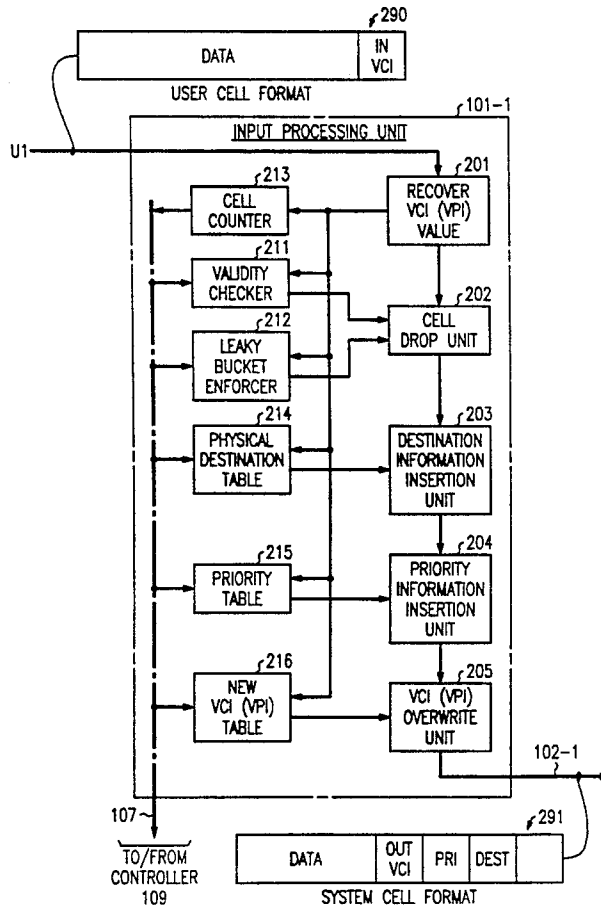 290
DATA
IN
VCI
USER CELL FORMAT
101-1
INPUT PROCESSING UNIT
U1
213
CELL
COUNTER
201
RECOVER
VCI (VPI)
VALUE
211
VALIDITY
CHECKER
202
CELL
DROP UNIT
212
LEAKY
BUCKET
ENFORCER
214
PHYSICAL
DESTINATION
TABLE
203
DESTINATION
INFORMATION
INSERTION
UNIT
215
PRIORITY
TABLE
204
PRIORITY
INFORMATION
INSERTION
UNIT
216
NEW
VCI (VPI)
TABLE
205
VCI (VPI)
OVERWRITE
UNIT
102-1
107
TO/FROM
CONTROLLER
109
291
DATA
OUT
VCI
PRI
DEST
SYSTEM CELL FORMAT